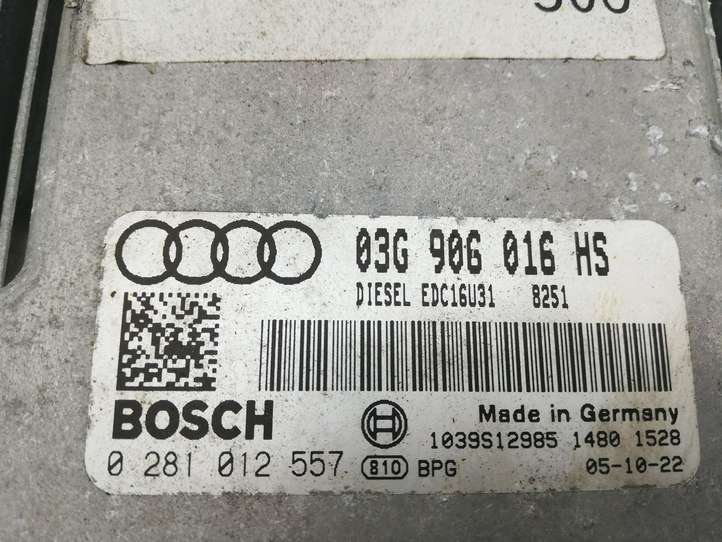 03G 906 016 HS
DIESEL EDC16U31 8251
BOSCH
Made in Germany
1039S12985 1480 1528
0 281 012 557 810 BPG 05-10-22